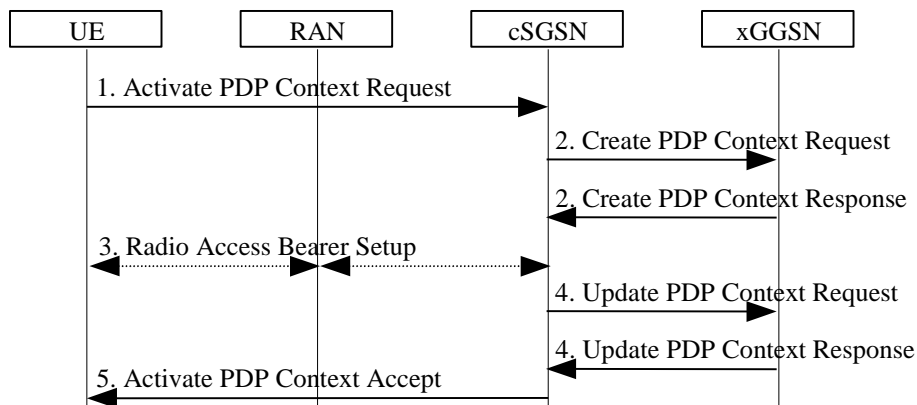 UE
RAN
cSGSN
xGGSN
1. Activate PDP Context Request
2. Create PDP Context Request
2. Create PDP Context Response
3. Radio Access Bearer Setup
4. Update PDP Context Request
4. Update PDP Context Response
5. Activate PDP Context Accept